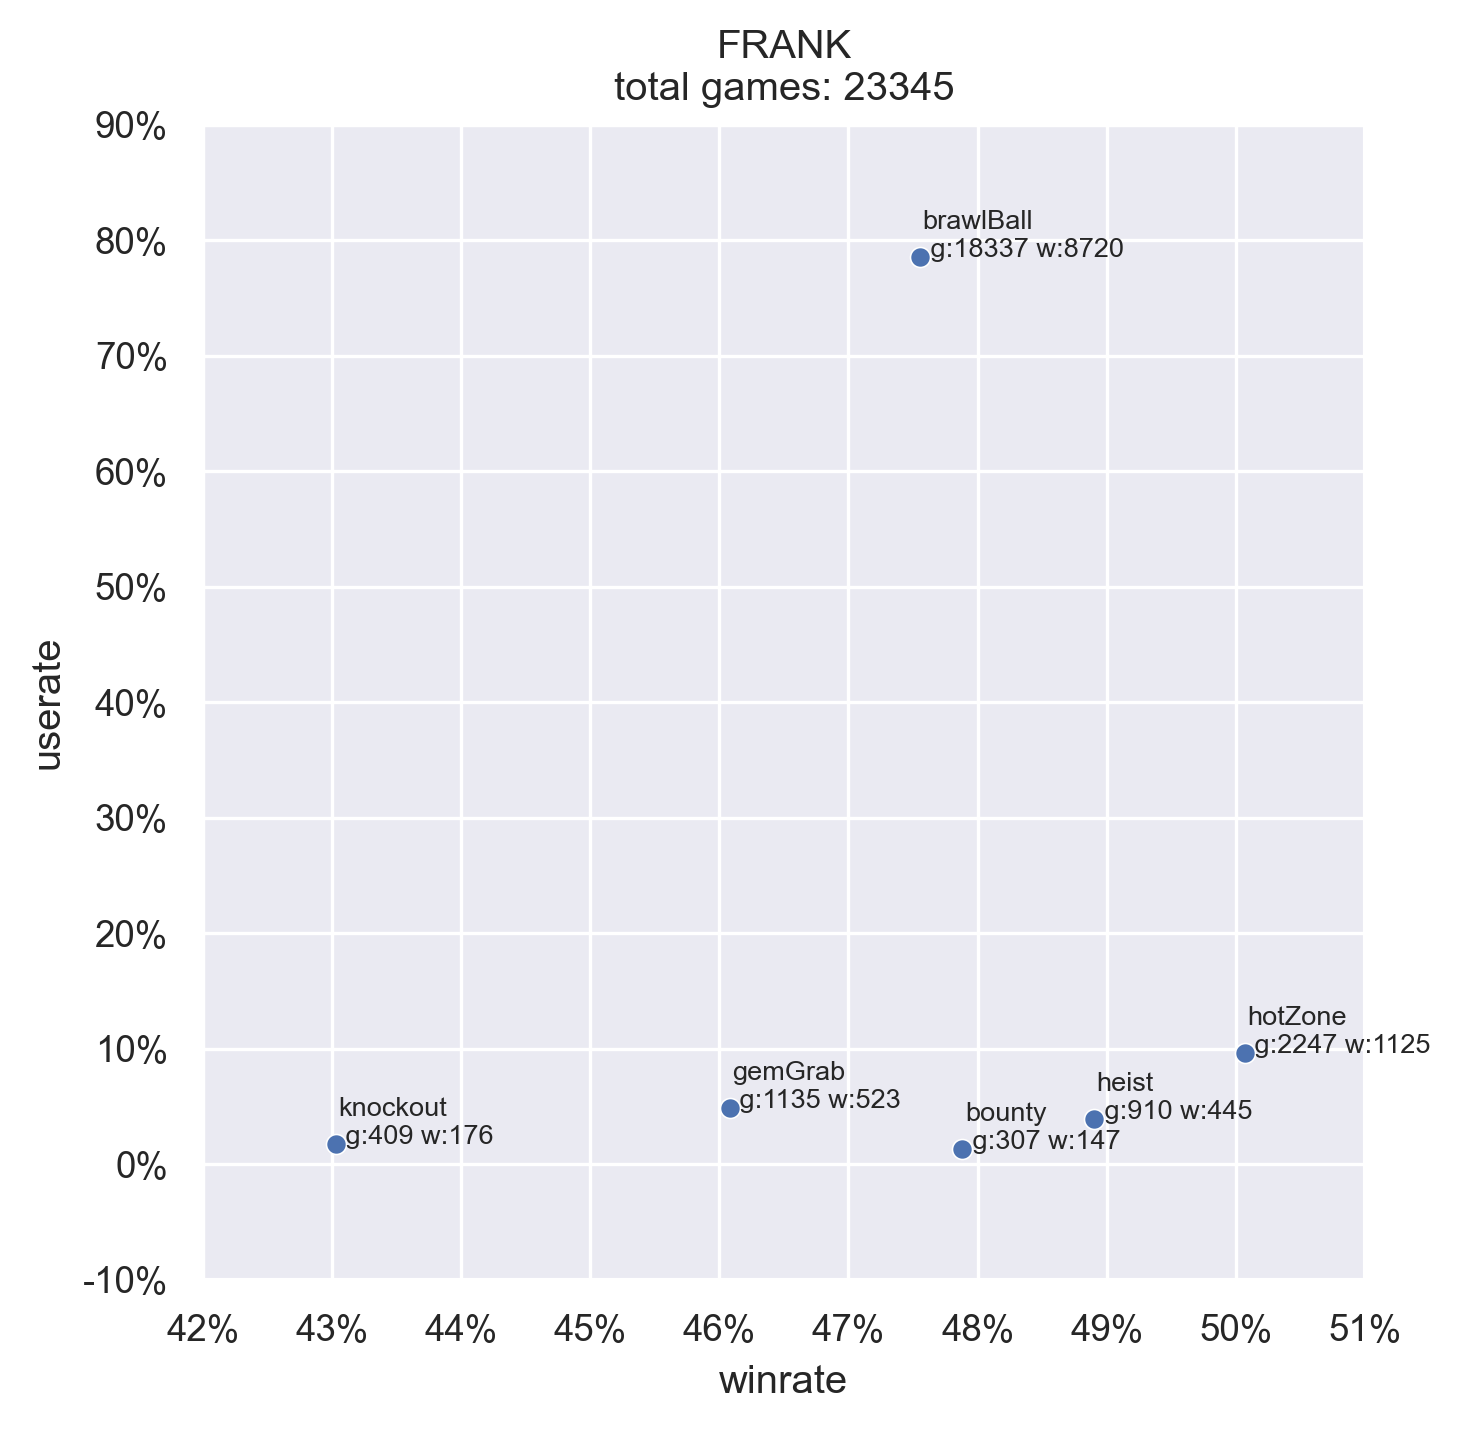 FRANK
total games: 23345
90%
80%
70%
60%
50%
40%
30%
20%
10%
0%
-10%
userate
brawlBall
g:18337 w:8720
hotZone
g:2247 w:1125
heist
g:910 w:445
gemGrab
g:1135 w:523
bounty
g:307 w:147
knockout
g:409 w:176
42% 43% 44% 45% 46% 47% 48% 49% 50% 51%
winrate